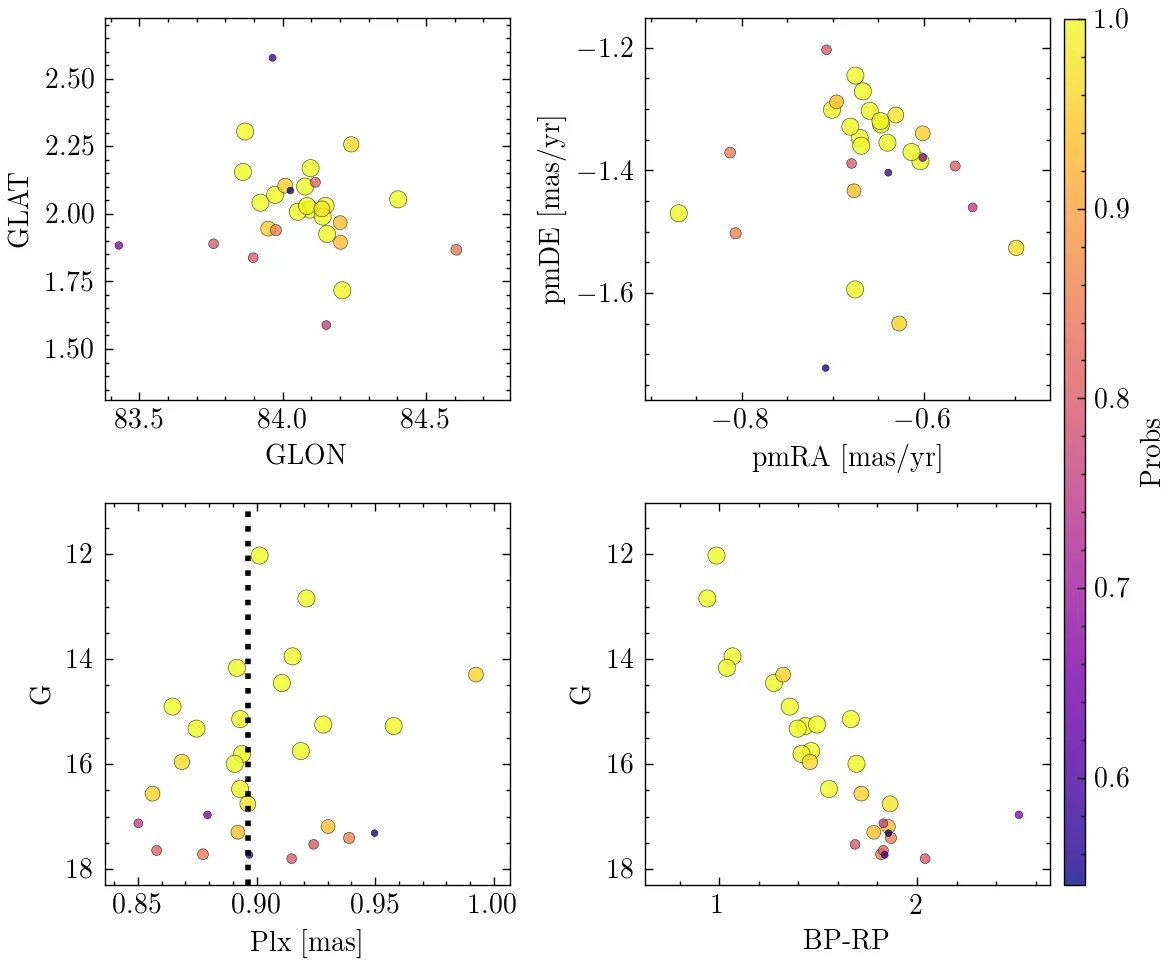 2.50
2.25
2.00
1.75
1.50
GLAT
83.5 84.0 84.5
GLON
−1.2
−1.4
−1.6
pmDE [mas/yr]
−0.8 −0.6
pmRA [mas/yr]
12
14
16
18
G
0.85 0.90 0.95 1.00
Plx [mas]
12
14
16
18
G
1 2
BP-RP
1.0
0.9
0.8
0.7
0.6
Probs